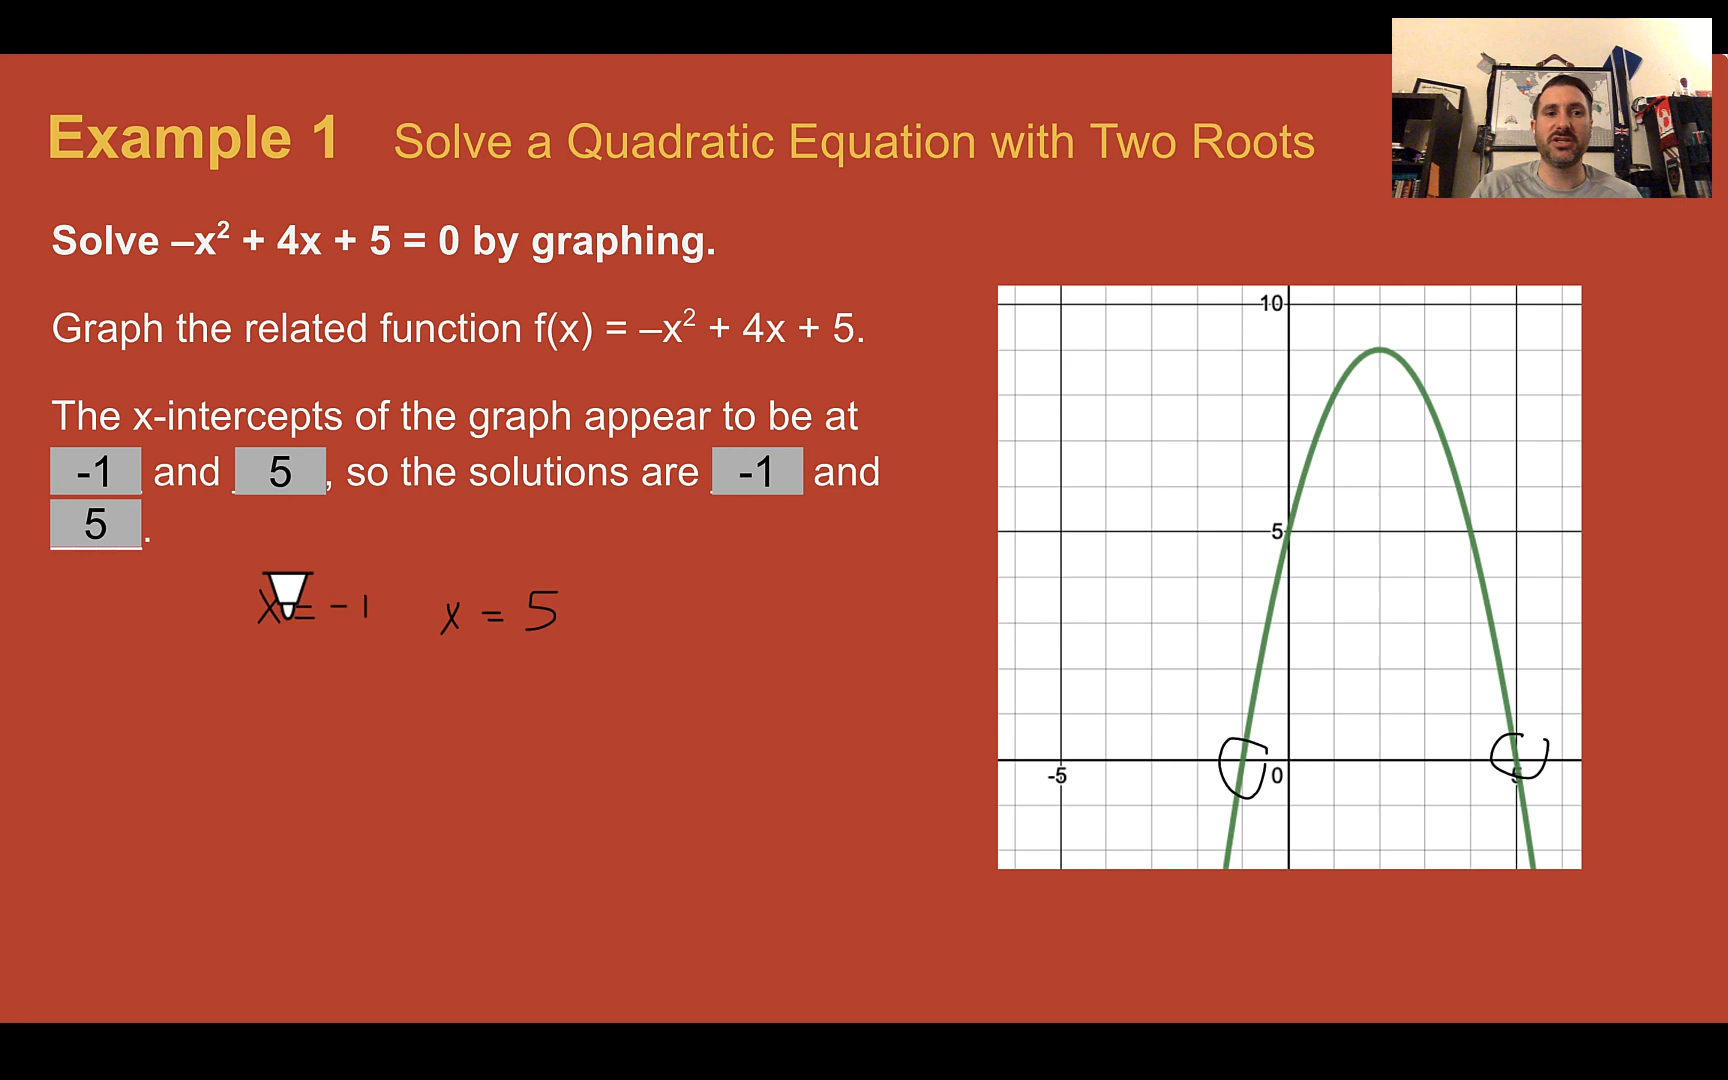 Example 1 Solve a Quadratic Equation with Two Roots
Solve –x² + 4x + 5 = 0 by graphing.
Graph the related function f(x) = –x² + 4x + 5.
The x-intercepts of the graph appear to be at
-1 and 5, so the solutions are -1 and
5.
x = -1 x = 5
10
5
-5 0 5